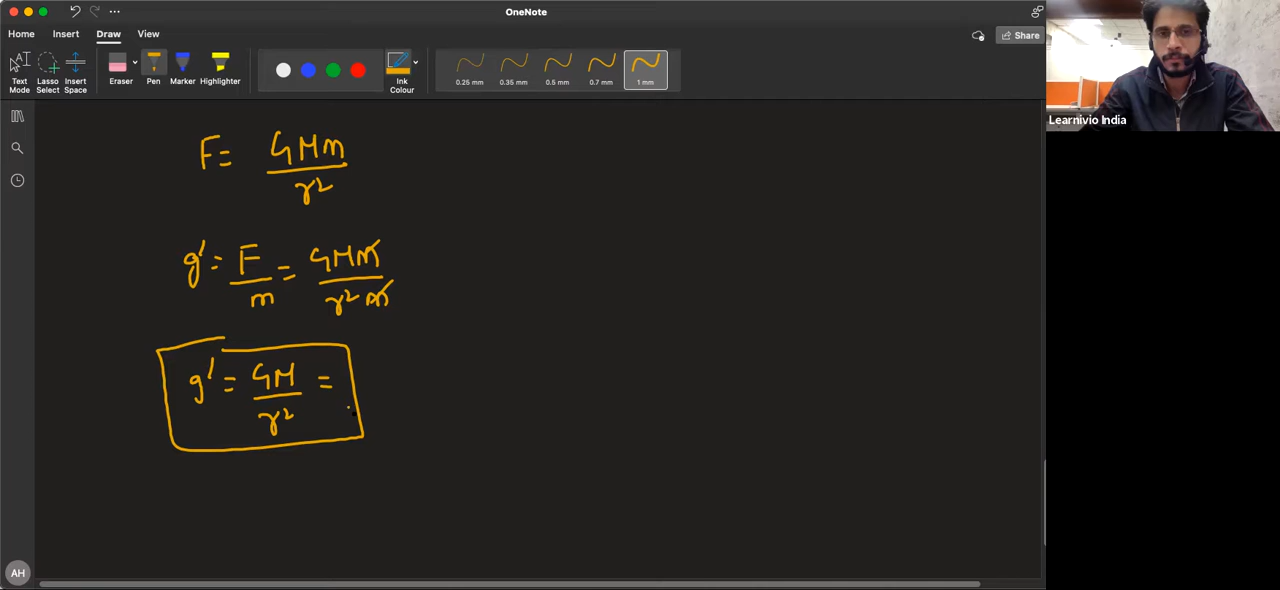 OneNote
Home Insert Draw View
Share
Text Mode Lasso Select Insert Space Eraser Pen Marker Highlighter Ink Colour 0.25 mm 0.35 mm 0.5 mm 0.7 mm 1 mm
Learnivio India
F = GMm / r²
g' = F / m = GMm / r² m
g' = GM / r² =
AH